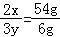 2x/3y = 54g/6g